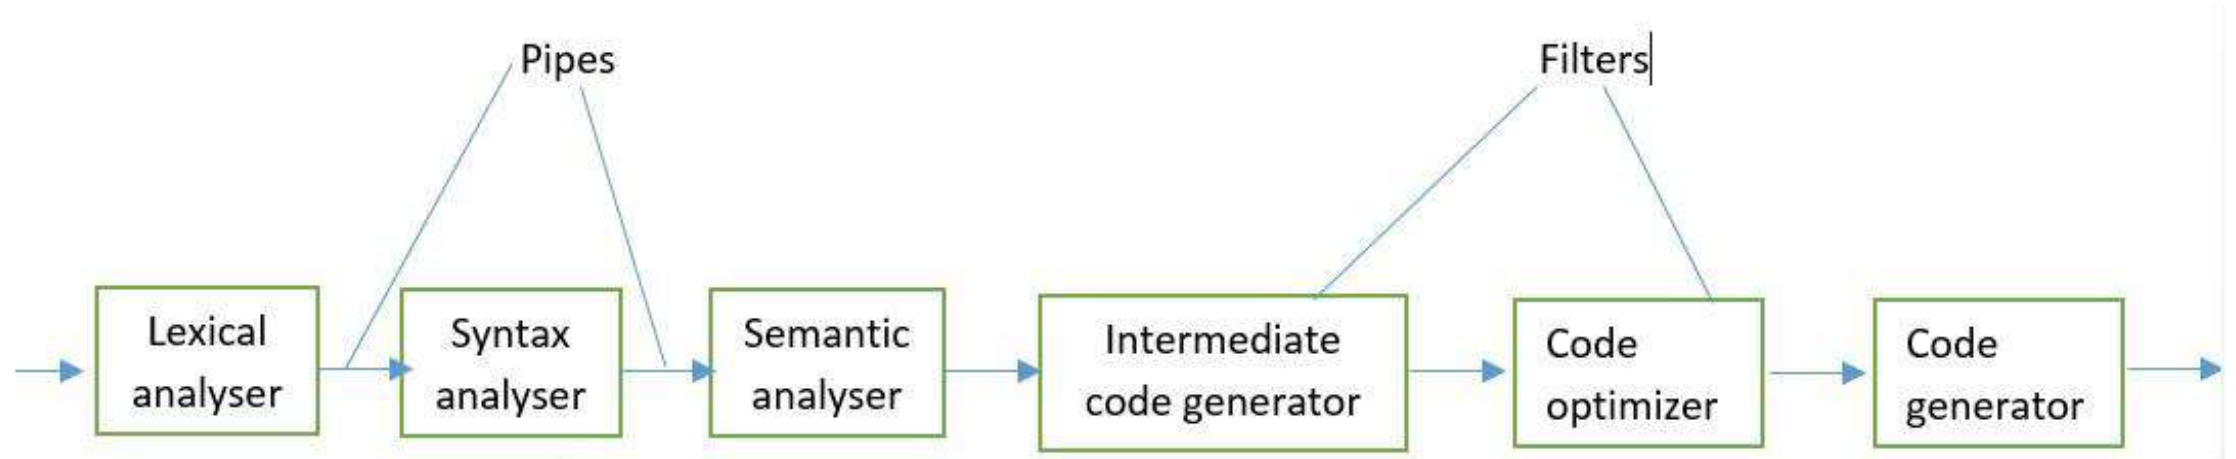 Pipes
Filters
Lexical
analyser
Syntax
analyser
Semantic
analyser
Intermediate
code generator
Code
optimizer
Code
generator